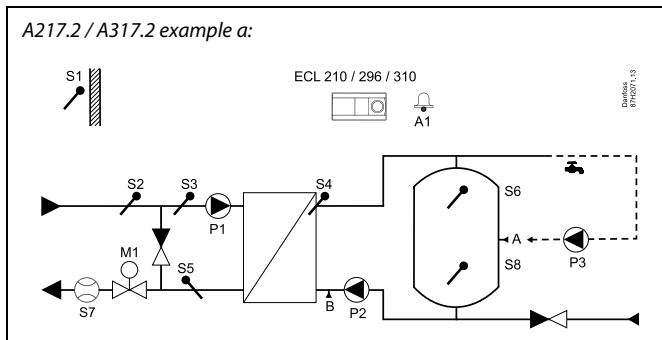 A217.2 / A317.2 example a:
S1
ECL 210 / 296 / 310
A1
Danfoss
87H2071.13
S2
S3
P1
S4
S6
A
P3
S8
M1
S5
S7
B
P2